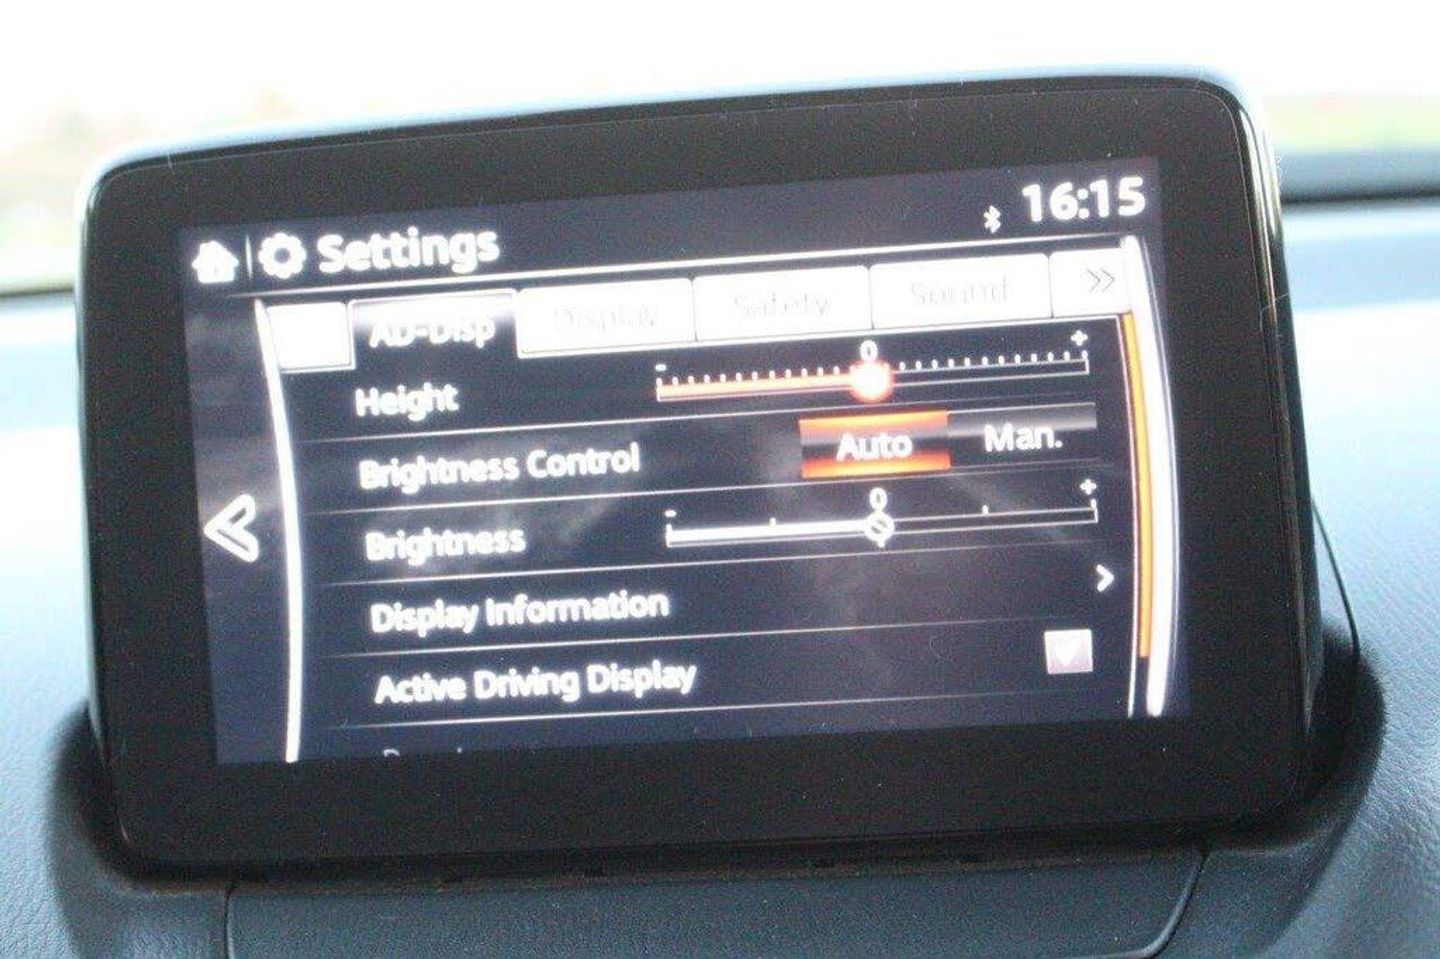 Settings 16:15
AD-Disp Display Safety Sound »
Height - 0 +
Brightness Control Auto Man.
Brightness - 0 +
Display Information
Active Driving Display